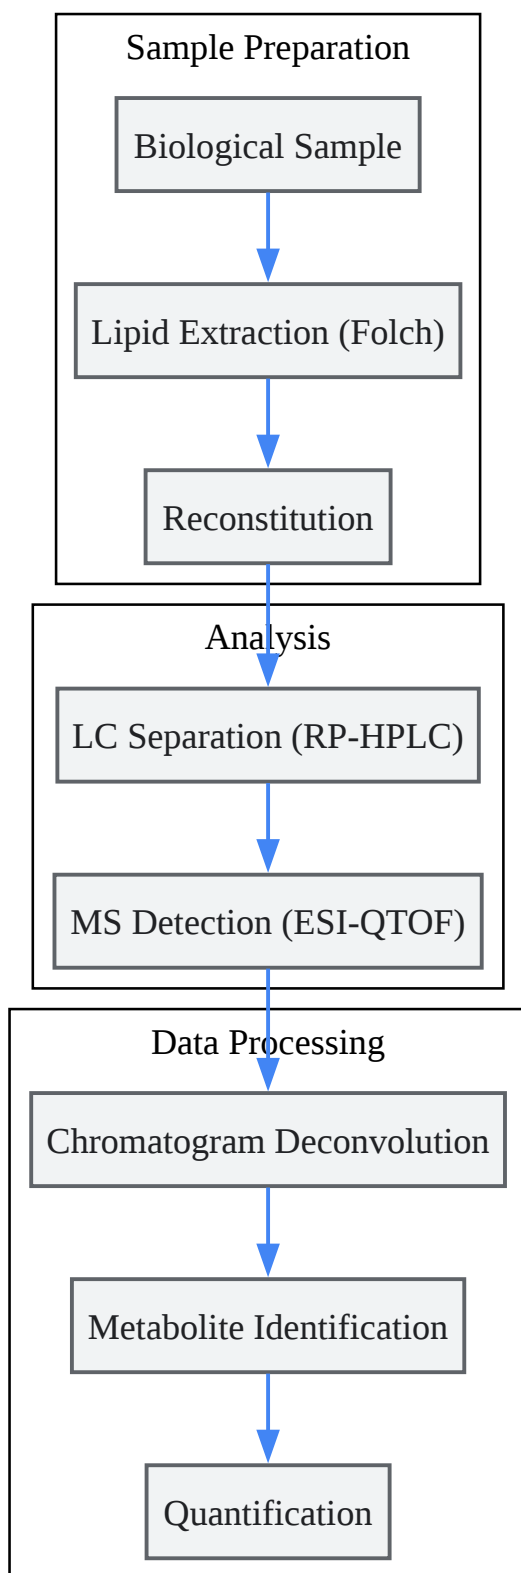 Sample Preparation
Biological Sample
Lipid Extraction (Folch)
Reconstitution
Analysis
LC Separation (RP-HPLC)
MS Detection (ESI-QTOF)
Data Processing
Chromatogram Deconvolution
Metabolite Identification
Quantification